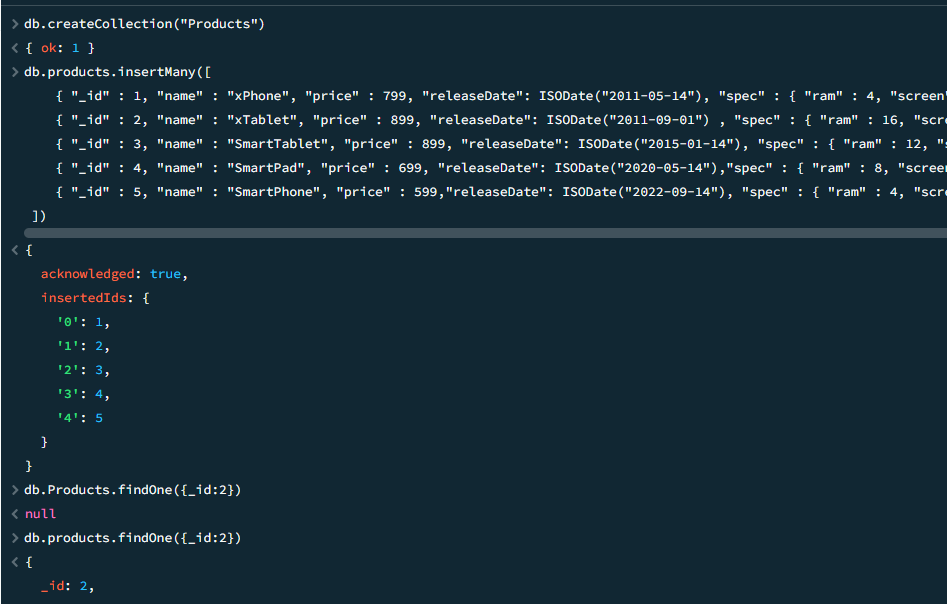 > db.createCollection("Products")
< { ok: 1 }
> db.products.insertMany([
{ "_id" : 1, "name" : "xPhone", "price" : 799, "releaseDate": ISODate("2011-05-14"), "spec" : { "ram" : 4, "screen"
{ "_id" : 2, "name" : "xTablet", "price" : 899, "releaseDate": ISODate("2011-09-01") , "spec" : { "ram" : 16, "scre
{ "_id" : 3, "name" : "SmartTablet", "price" : 899, "releaseDate": ISODate("2015-01-14"), "spec" : { "ram" : 12, "s
{ "_id" : 4, "name" : "SmartPad", "price" : 699, "releaseDate": ISODate("2020-05-14"),"spec" : { "ram" : 8, "screen
{ "_id" : 5, "name" : "SmartPhone", "price" : 599,"releaseDate": ISODate("2022-09-14"), "spec" : { "ram" : 4, "scre
])
< {
acknowledged: true,
insertedIds: {
'0': 1,
'1': 2,
'2': 3,
'3': 4,
'4': 5
}
}
> db.Products.findOne({_id:2})
< null
> db.products.findOne({_id:2})
< {
_id: 2,